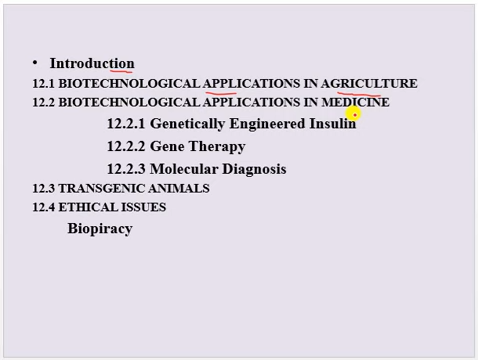 • Introduction
12.1 BIOTECHNOLOGICAL APPLICATIONS IN AGRICULTURE
12.2 BIOTECHNOLOGICAL APPLICATIONS IN MEDICINE
12.2.1 Genetically Engineered Insulin
12.2.2 Gene Therapy
12.2.3 Molecular Diagnosis
12.3 TRANSGENIC ANIMALS
12.4 ETHICAL ISSUES
Biopiracy